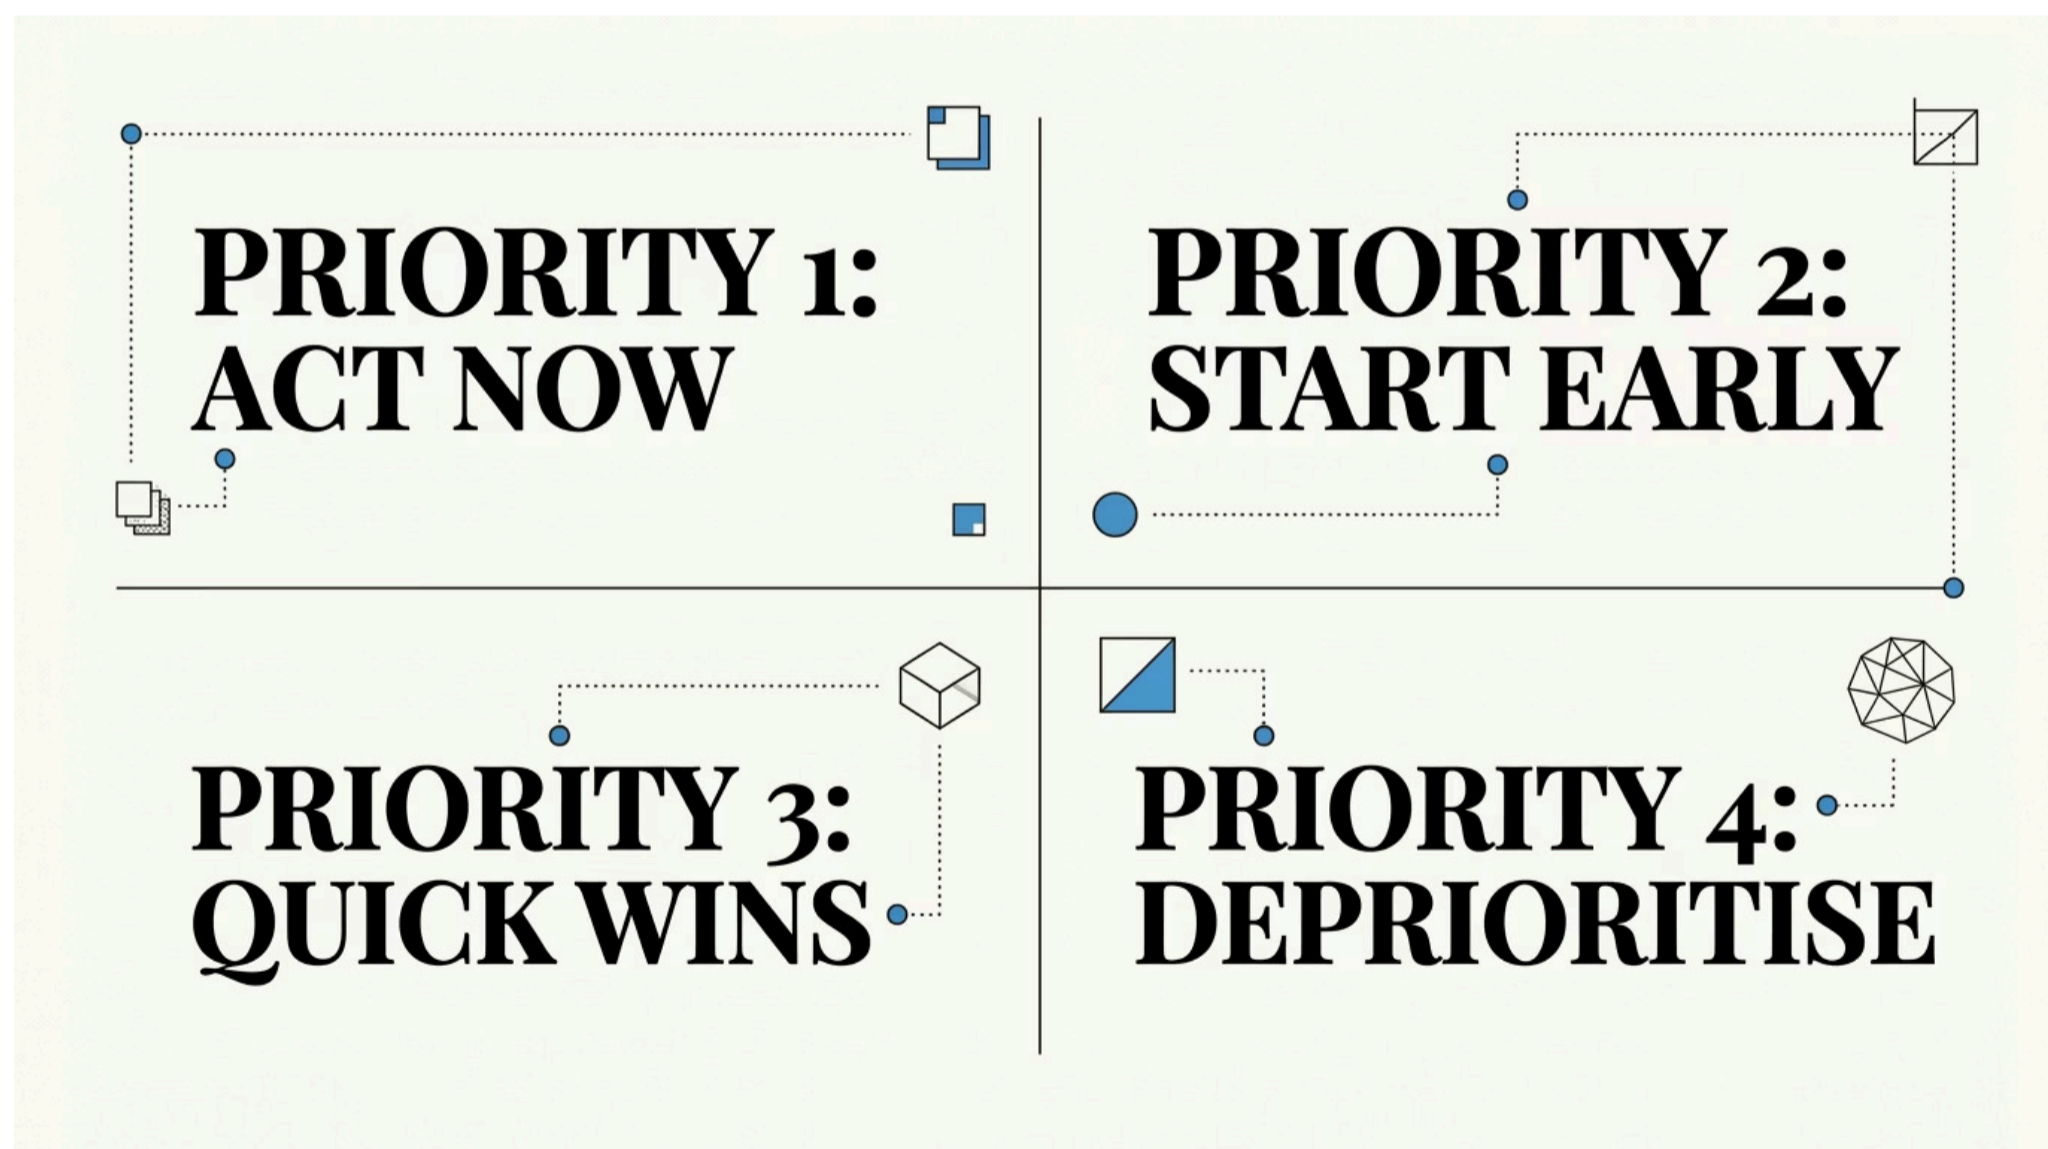 PRIORITY 1:
ACT NOW
PRIORITY 2:
START EARLY
PRIORITY 3:
QUICK WINS
PRIORITY 4:
DEPRIORITISE